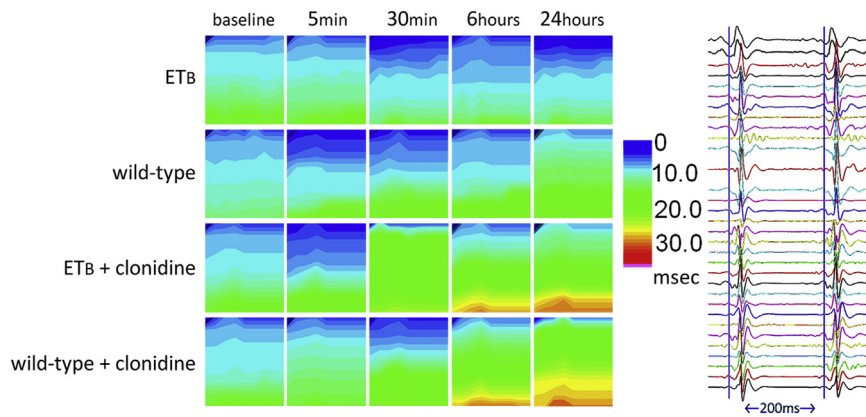 baseline 5min 30min 6hours 24hours
ETB
wild-type
ETB + clonidine
wild-type + clonidine
0
10.0
20.0
30.0
msec
200ms